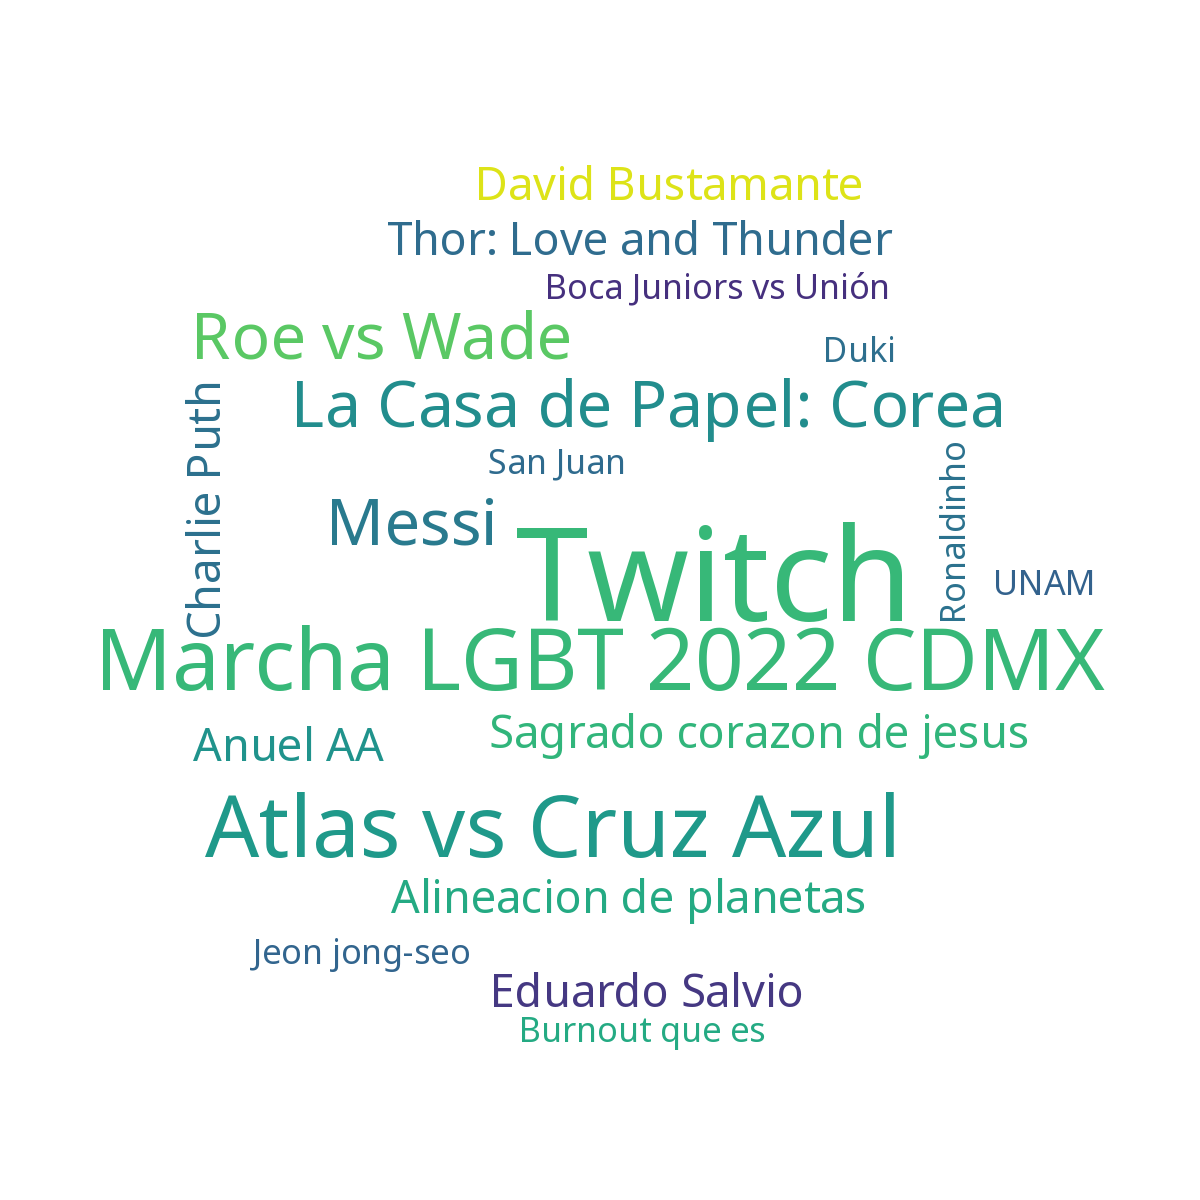 David Bustamante
Thor: Love and Thunder
Boca Juniors vs Unión
Roe vs Wade
Duki
La Casa de Papel: Corea
Charlie Puth
San Juan
Ronaldinho
Messi
Twitch
UNAM
Marcha LGBT 2022 CDMX
Sagrado corazon de jesus
Anuel AA
Atlas vs Cruz Azul
Alineacion de planetas
Jeon jong-seo
Eduardo Salvio
Burnout que es